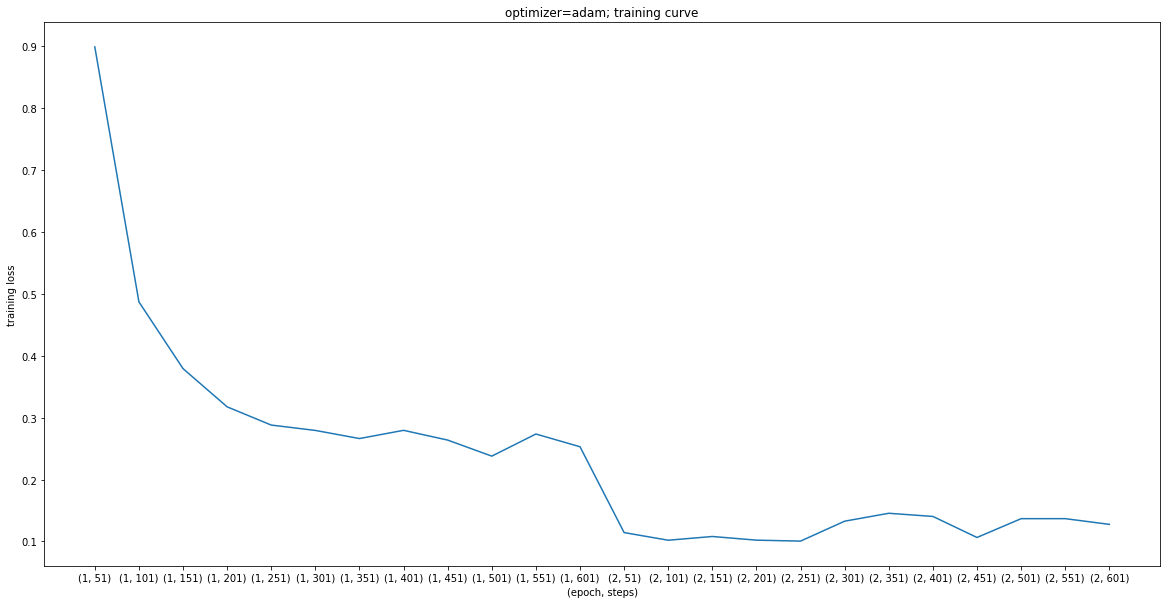 optimizer=adam; training curve
training loss
0.9
0.8
0.7
0.6
0.5
0.4
0.3
0.2
0.1
(1, 51) (1, 101) (1, 151) (1, 201) (1, 251) (1, 301) (1, 351) (1, 401) (1, 451) (1, 501) (1, 551) (1, 601) (2, 51) (2, 101) (2, 151) (2, 201) (2, 251) (2, 301) (2, 351) (2, 401) (2, 451) (2, 501) (2, 551) (2, 601)
(epoch, steps)